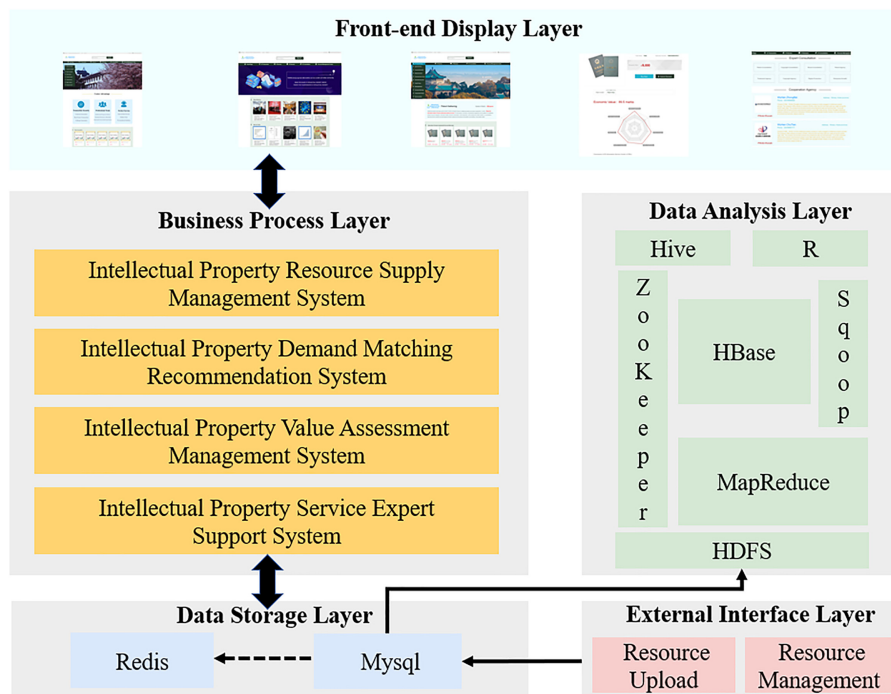 Front-end Display Layer
Business Process Layer
Intellectual Property Resource Supply
Management System
Intellectual Property Demand Matching
Recommendation System
Intellectual Property Value Assessment
Management System
Intellectual Property Service Expert
Support System
Data Analysis Layer
Hive
R
ZooKeeper
HBase
Sqoop
MapReduce
HDFS
Data Storage Layer
Redis
Mysql
External Interface Layer
Resource
Upload
Resource
Management